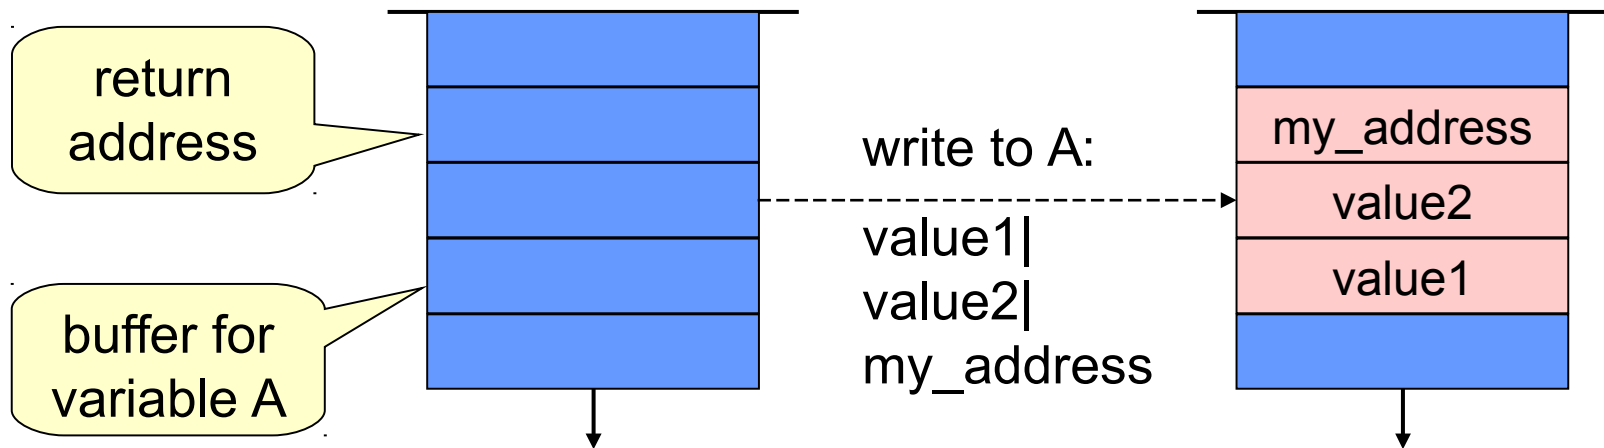 return
address
buffer for
variable A
write to A:
value1|
value2|
my_address
my_address
value2
value1